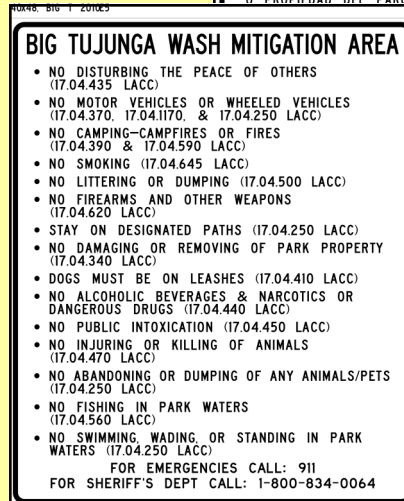 O PROPIEDAD DEL PARQ
40X48, BIG T 2010ES
BIG TUJUNGA WASH MITIGATION AREA
• NO DISTURBING THE PEACE OF OTHERS
(17.04.435 LACC)
• NO MOTOR VEHICLES OR WHEELED VEHICLES
(17.04.370, 17.04.1170, & 17.04.250 LACC)
• NO CAMPING-CAMPFIRES OR FIRES
(17.04.390 & 17.04.590 LACC)
• NO SMOKING (17.04.645 LACC)
• NO LITTERING OR DUMPING (17.04.500 LACC)
• NO FIREARMS AND OTHER WEAPONS
(17.04.620 LACC)
• STAY ON DESIGNATED PATHS (17.04.250 LACC)
• NO DAMAGING OR REMOVING OF PARK PROPERTY
(17.04.340 LACC)
• DOGS MUST BE ON LEASHES (17.04.410 LACC)
• NO ALCOHOLIC BEVERAGES & NARCOTICS OR
DANGEROUS DRUGS (17.04.440 LACC)
• NO PUBLIC INTOXICATION (17.04.450 LACC)
• NO INJURING OR KILLING OF ANIMALS
(17.04.470 LACC)
• NO ABANDONING OR DUMPING OF ANY ANIMALS/PETS
(17.04.250 LACC)
• NO FISHING IN PARK WATERS
(17.04.560 LACC)
• NO SWIMMING, WADING, OR STANDING IN PARK
WATERS (17.04.250 LACC)
FOR EMERGENCIES CALL: 911
FOR SHERIFF'S DEPT CALL: 1-800-834-0064